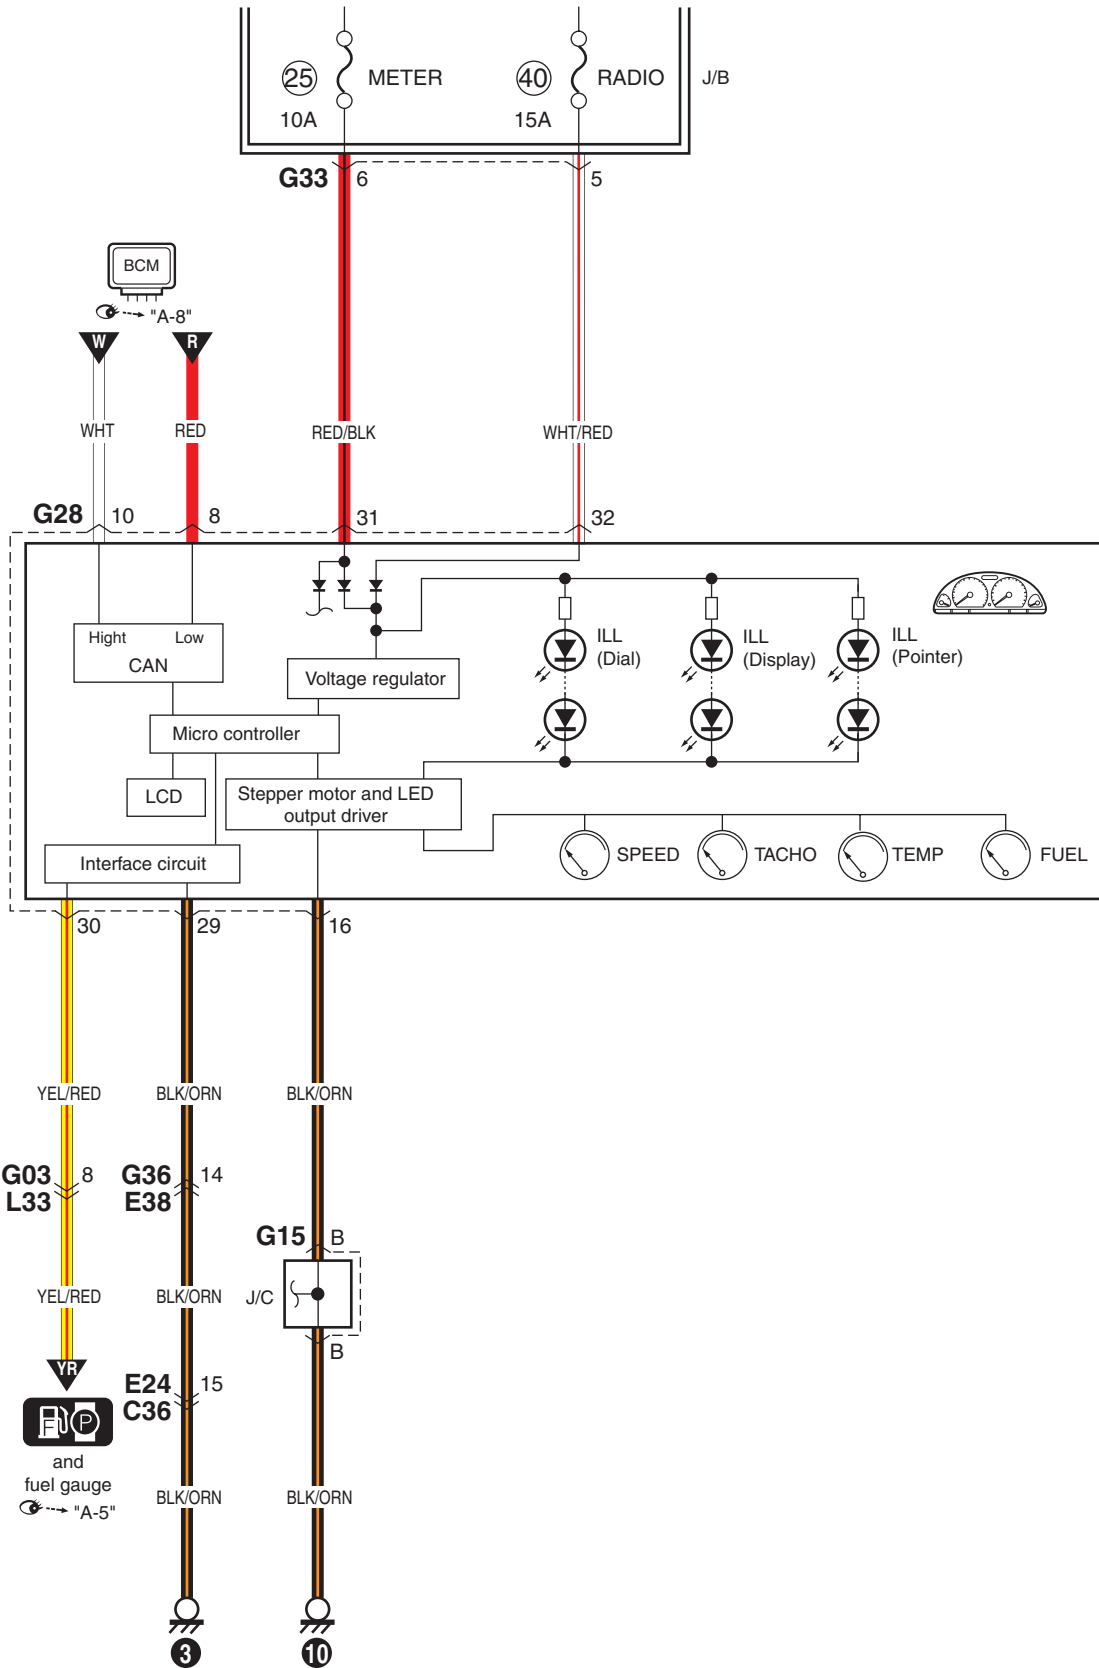 25 METER 40 RADIO J/B
10A 15A
G33 6 5
BCM
"A-8"
W R
WHT RED RED/BLK WHT/RED
G28 10 8 31 32
Hight Low
CAN
ILL
(Dial)
ILL
(Display)
ILL
(Pointer)
Voltage regulator
Micro controller
LCD
Stepper motor and LED
output driver
Interface circuit
SPEED TACHO TEMP FUEL
30 29 16
YEL/RED BLK/ORN BLK/ORN
G03 8 G36 14
L33 E38
G15 B
YEL/RED BLK/ORN J/C
B
YR
E24 15
C36
F P
and
fuel gauge
"A-5"
BLK/ORN BLK/ORN
3 10